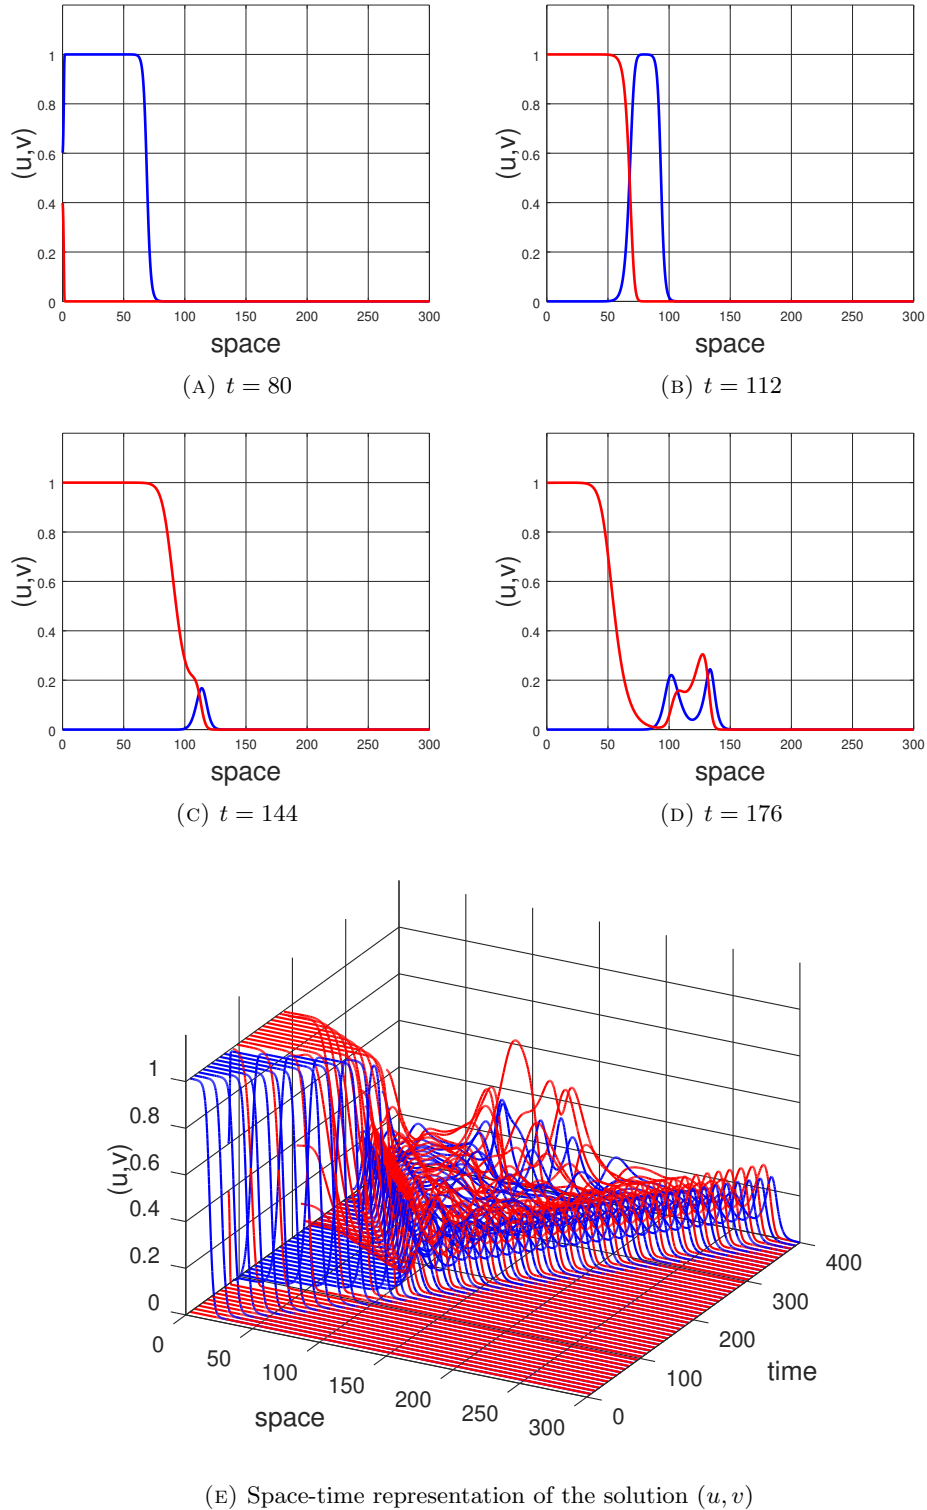 (u,v)
1
0.8
0.6
0.4
0.2
0
0 50 100 150 200 250 300
space
(A) t = 80
(u,v)
1
0.8
0.6
0.4
0.2
0
0 50 100 150 200 250 300
space
(B) t = 112
(u,v)
1
0.8
0.6
0.4
0.2
0
0 50 100 150 200 250 300
space
(C) t = 144
(u,v)
1
0.8
0.6
0.4
0.2
0
0 50 100 150 200 250 300
space
(D) t = 176
(u,v)
1
0.8
0.6
0.4
0.2
0
0 50 100 150 200 250 300
space
0 100 200 300 400
time
(E) Space-time representation of the solution (u, v)